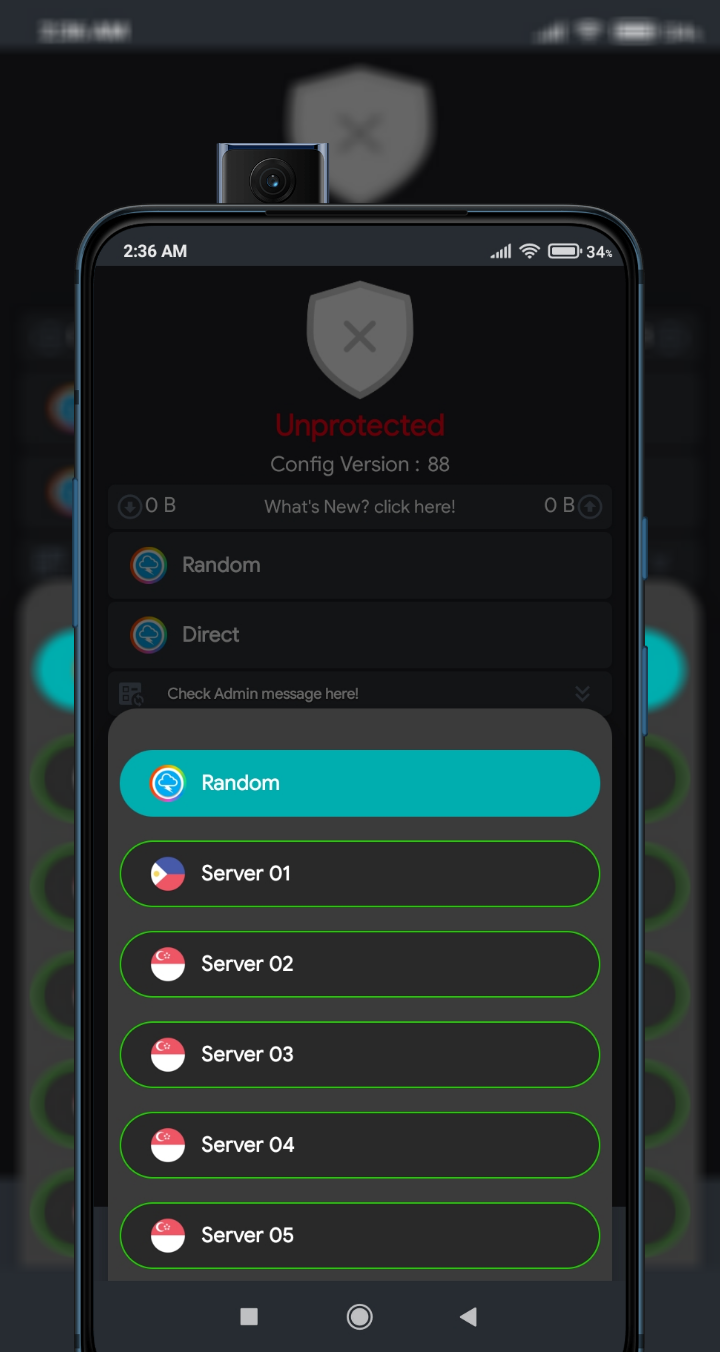 2:36 AM
34%
Unprotected
Config Version : 88
0 B
What's New? click here!
0 B
Random
Direct
Check Admin message here!
Random
Server 01
Server 02
Server 03
Server 04
Server 05